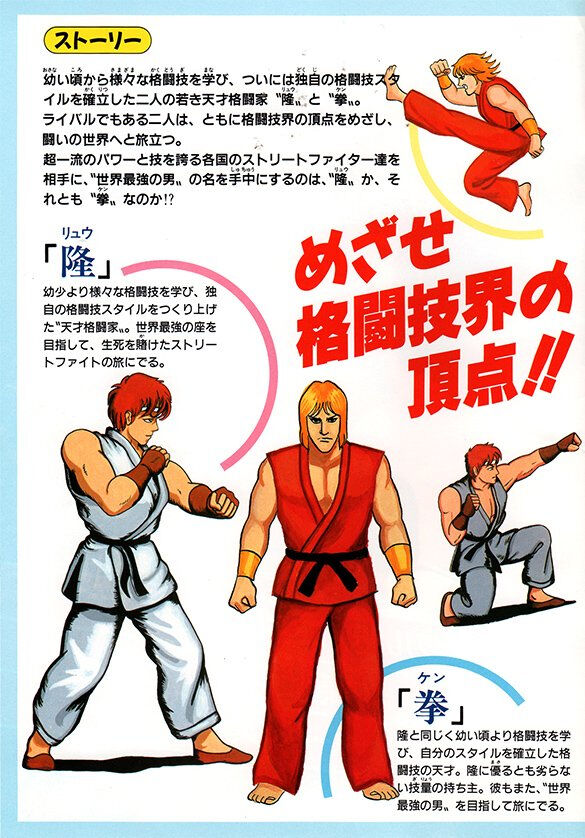 ストーリー
幼い頃から様々な格闘技を学び、ついには独自の格闘技スタ
イルを確立した二人の若き天才格闘家〝隆〟と〝拳〟。
ライバルでもある二人は、ともに格闘技界の頂点をめざし、
闘いの世界へと旅立つ。
超一流のパワーと技を誇る各国のストリートファイター達を
相手に、〝世界最強の男〟の名を手中にするのは、〝隆〟か、そ
れとも〝拳〟なのか!?
めざせ
格闘技界の
頂点!!
リュウ
「隆」
幼少より様々な格闘技を学び、独
自の格闘技スタイルをつくり上げ
た〝天才格闘家〟。世界最強の座を
目指して、生死を賭けたストリー
トファイトの旅にでる。
ケン
「拳」
隆と同じく幼い頃より格闘技を学
び、自分のスタイルを確立した格
闘技の天才。隆に優るとも劣らな
い技量の持ち主。彼もまた、〝世界
最強の男〟を目指して旅にでる。